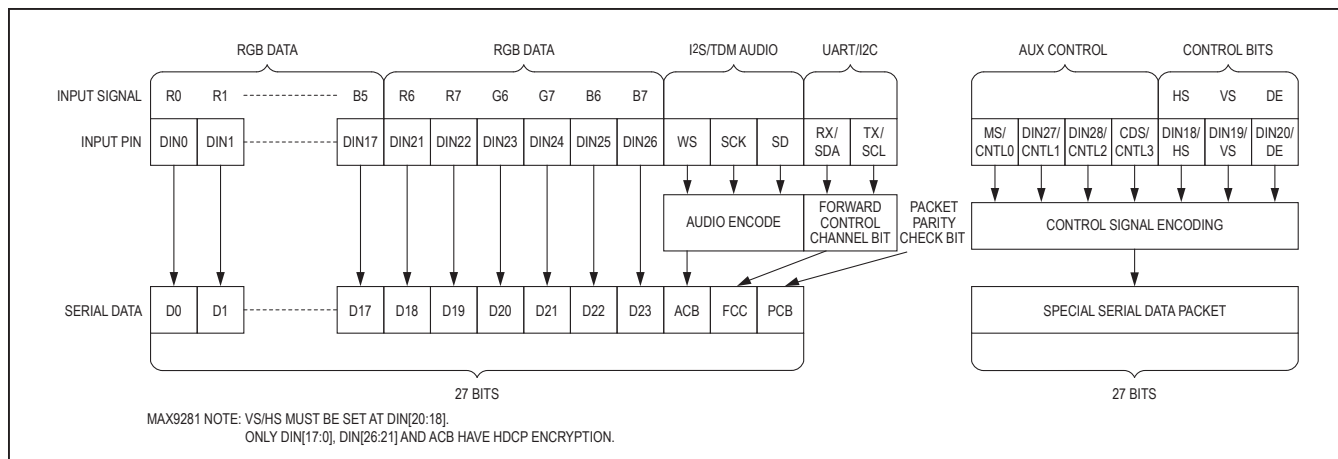 RGB DATA RGB DATA I²S/TDM AUDIO UART/I2C AUX CONTROL CONTROL BITS
INPUT SIGNAL R0 R1 B5 R6 R7 G6 G7 B6 B7 HS VS DE
INPUT PIN DIN0 DIN1 DIN17 DIN21 DIN22 DIN23 DIN24 DIN25 DIN26 WS SCK SD RX/ TX/ MS/ DIN27/ DIN28/ CDS/ DIN18/ DIN19/ DIN20/
SDA SCL CNTL0 CNTL1 CNTL2 CNTL3 HS VS DE
AUDIO ENCODE
FORWARD
CONTROL
CHANNEL BIT
PACKET
PARITY
CHECK BIT
CONTROL SIGNAL ENCODING
SERIAL DATA D0 D1 D17 D18 D19 D20 D21 D22 D23 ACB FCC PCB SPECIAL SERIAL DATA PACKET
27 BITS 27 BITS
MAX9281 NOTE: VS/HS MUST BE SET AT DIN[20:18].
ONLY DIN[17:0], DIN[26:21] AND ACB HAVE HDCP ENCRYPTION.